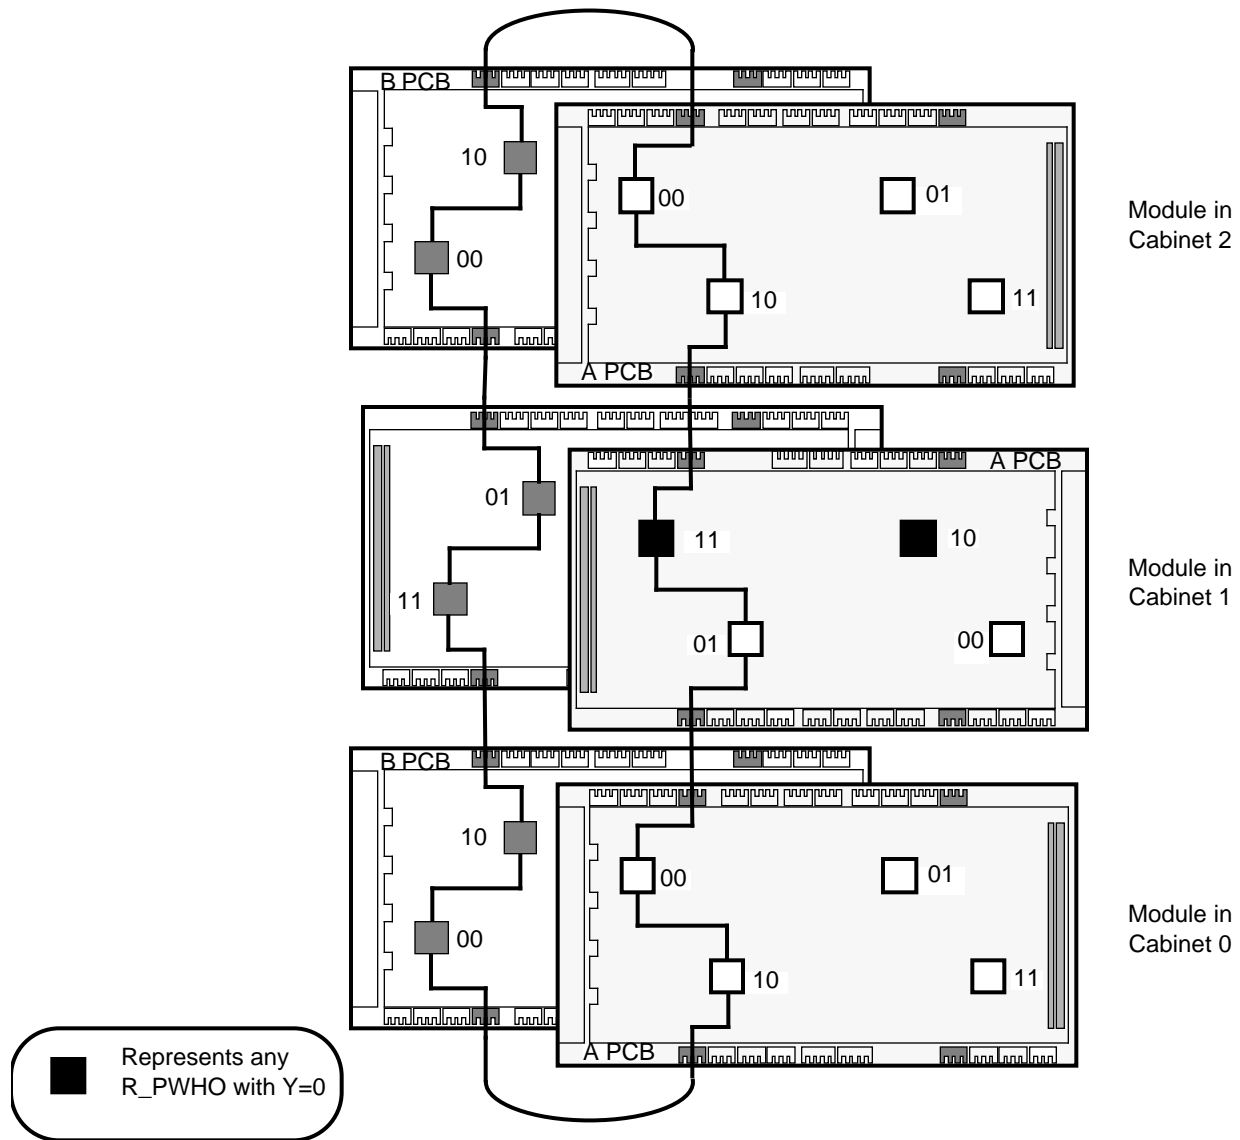 B PCB
10
00
01
00
Module in
Cabinet 2
00
10
11
A PCB
A PCB
01
11
10
Module in
Cabinet 1
11
01
00
B PCB
10
00
01
Module in
Cabinet 0
00
10
11
A PCB
Represents any
R_PWHO with Y=0